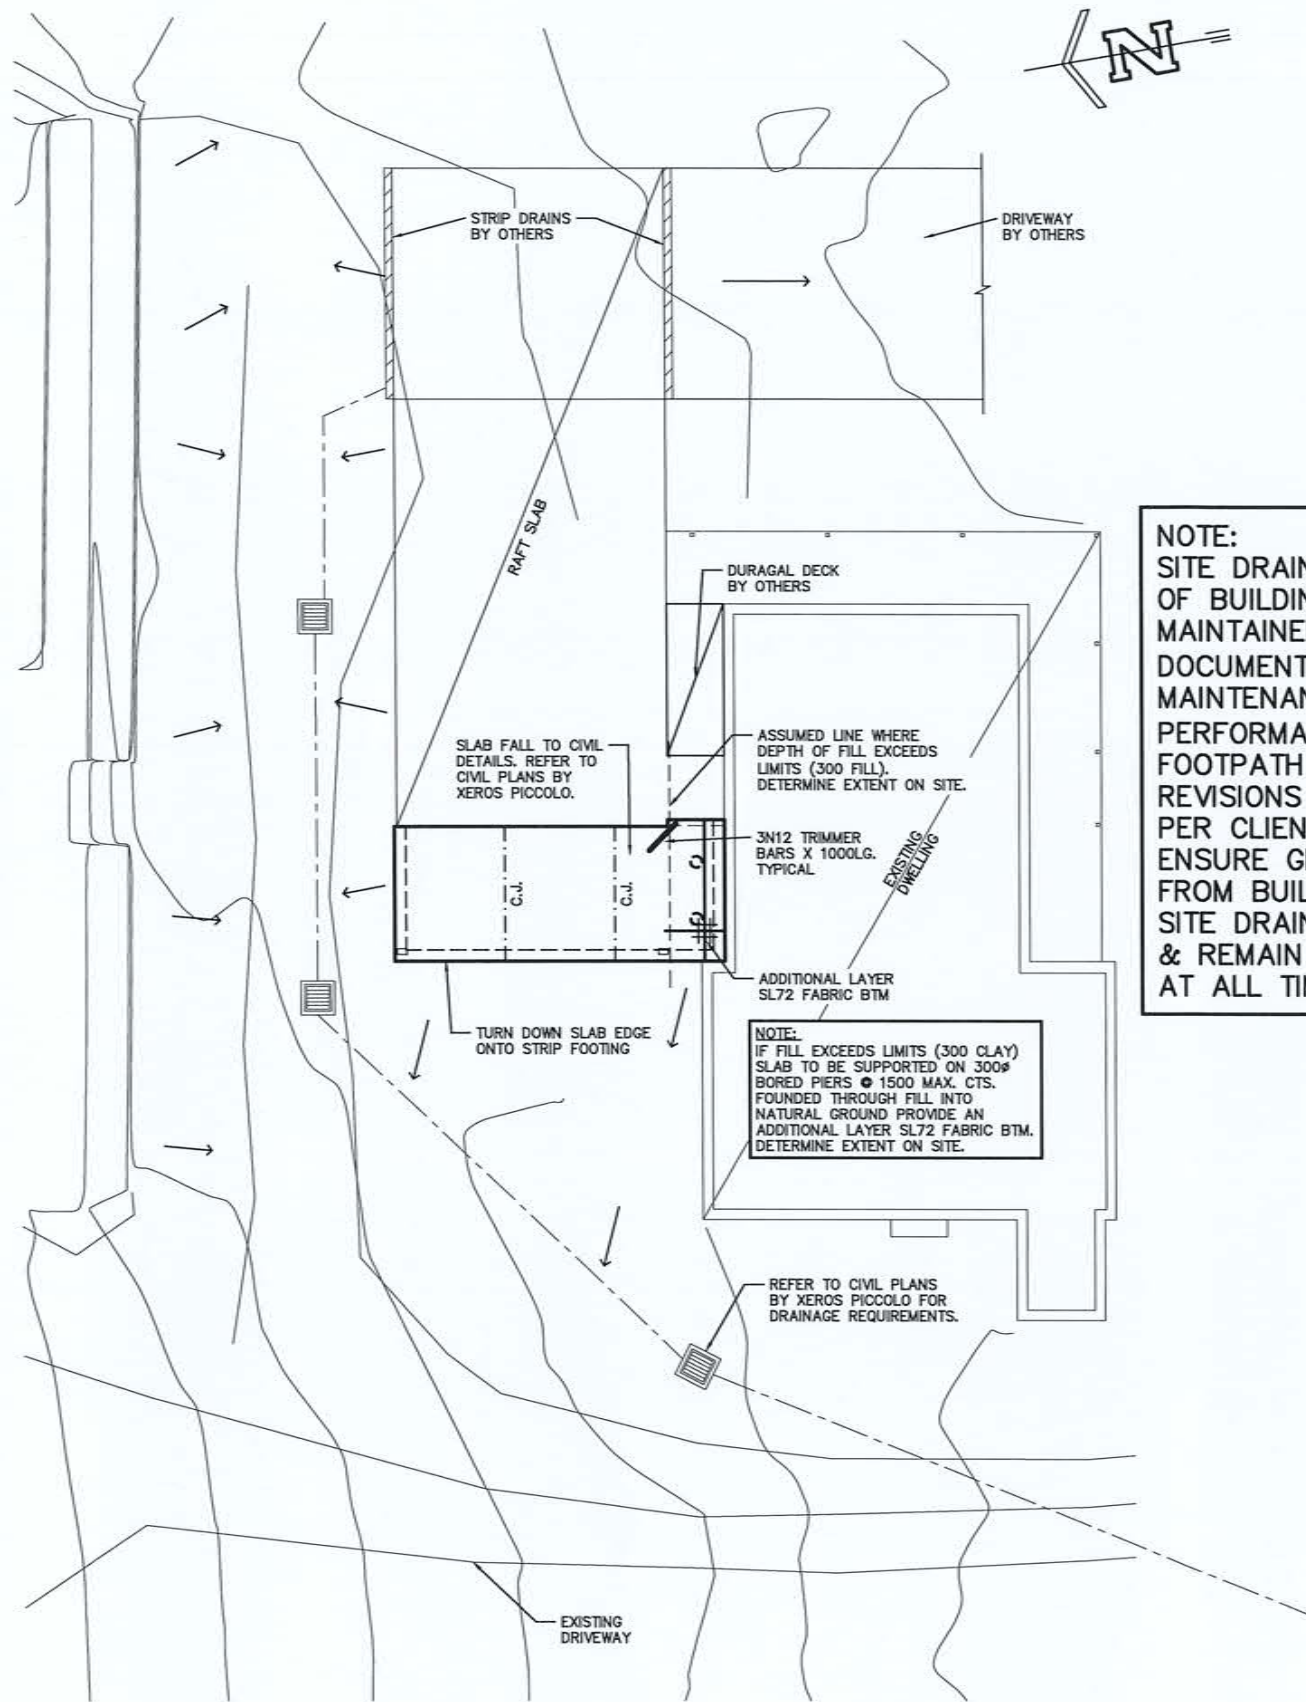 N
STRIP DRAINS
BY OTHERS
DRIVEWAY
BY OTHERS
RAFT SLAB
DURAGAL DECK
BY OTHERS
NOTE:
SITE DRAIN
OF BUILDIN
MAINTAINE
DOCUMENT
MAINTENAN
PERFORMA
FOOTPATH
REVISIONS
PER CLIEN
ENSURE G
FROM BUIL
SITE DRAIN
& REMAIN
AT ALL TI
SLAB FALL TO CIVIL
DETAILS. REFER TO
CIVIL PLANS BY
XEROS PICCOLO.
ASSUMED LINE WHERE
DEPTH OF FILL EXCEEDS
LIMITS (300 FILL).
DETERMINE EXTENT ON SITE.
3N12 TRIMMER
BARS X 1000LG.
TYPICAL
EXISTING
DWELLING
C.J.
C.J.
ADDITIONAL LAYER
SL72 FABRIC BTM
TURN DOWN SLAB EDGE
ONTO STRIP FOOTING
NOTE:
IF FILL EXCEEDS LIMITS (300 CLAY)
SLAB TO BE SUPPORTED ON 300ø
BORED PIERS @ 1500 MAX. CTS.
FOUNDED THROUGH FILL INTO
NATURAL GROUND PROVIDE AN
ADDITIONAL LAYER SL72 FABRIC BTM.
DETERMINE EXTENT ON SITE.
REFER TO CIVIL PLANS
BY XEROS PICCOLO FOR
DRAINAGE REQUIREMENTS.
EXISTING
DRIVEWAY